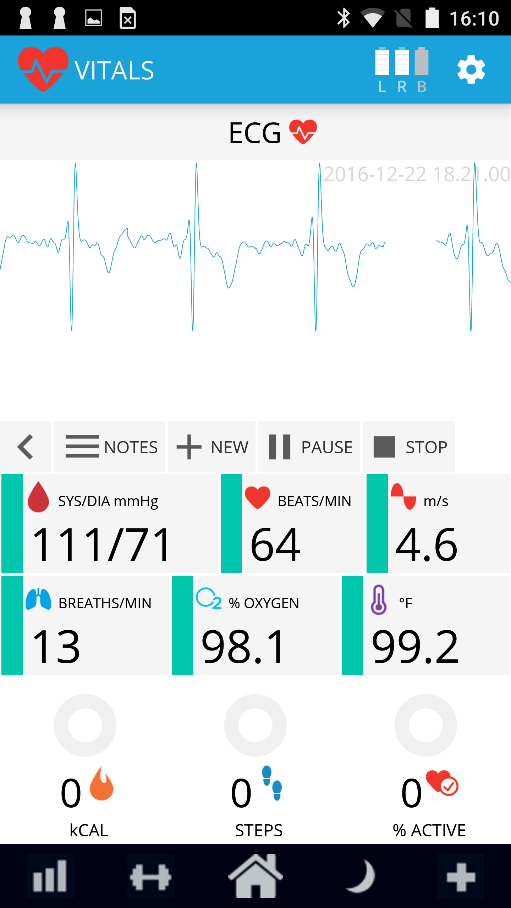 16:10
VITALS
L R B
ECG
2016-12-22 18.21.00
NOTES NEW PAUSE STOP
SYS/DIA mmHg BEATS/MIN m/s
111/71 64 4.6
BREATHS/MIN O2 % OXYGEN °F
13 98.1 99.2
0 0 0
kCAL STEPS % ACTIVE